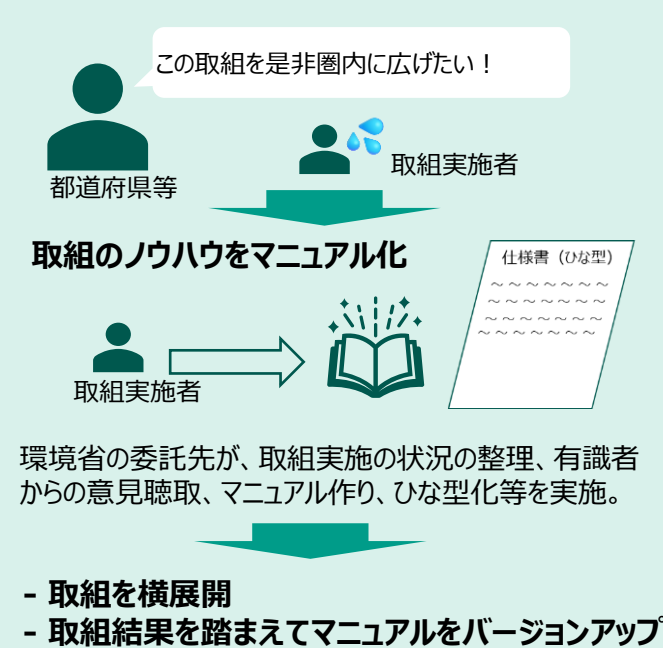 この取組を是非圏内に広げたい！
取組実施者
都道府県等
取組のノウハウをマニュアル化
仕様書（ひな型）
～～～～～～～
～～～～～～～
～～～～～～～
～～～～～～～
取組実施者
環境省の委託先が、取組実施の状況の整理、有識者
からの意見聴取、マニュアル作り、ひな型化等を実施。
- 取組を横展開
- 取組結果を踏まえてマニュアルをバージョンアップ